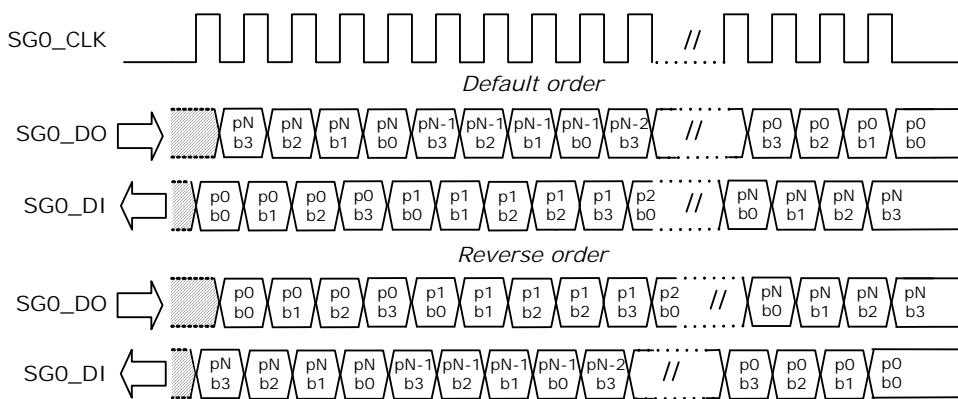 SG0_CLK //
Default order
pN pN pN pN pN-1 pN-1 pN-1 pN-1 pN-2 p0 p0 p0 p0
SG0_DO //
b3 b2 b1 b0 b3 b2 b1 b0 b3 b3 b2 b1 b0
p0 p0 p0 p0 p1 p1 p1 p1 p1 p2 pN pN pN pN
SG0_DI //
b0 b1 b2 b3 b0 b1 b2 b2 b3 b0 b0 b1 b2 b3
Reverse order
p0 p0 p0 p0 p1 p1 p1 p1 p1 p2 pN pN pN pN
SG0_DO //
b0 b1 b2 b3 b0 b1 b2 b2 b3 b0 b0 b1 b2 b3
pN pN pN pN pN-1 pN-1 pN-1 pN-1 pN-2 p0 p0 p0 p0
SG0_DI //
b3 b2 b1 b0 b3 b2 b1 b0 b3 b3 b2 b1 b0